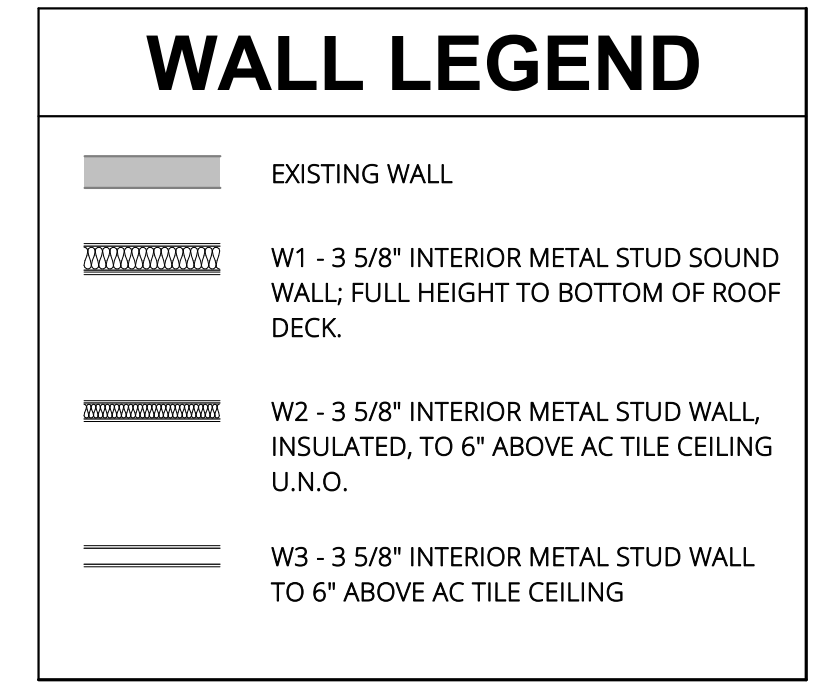 WALL LEGEND
EXISTING WALL
W1 - 3 5/8" INTERIOR METAL STUD SOUND
WALL; FULL HEIGHT TO BOTTOM OF ROOF
DECK.
W2 - 3 5/8" INTERIOR METAL STUD WALL,
INSULATED, TO 6" ABOVE AC TILE CEILING
U.N.O.
W3 - 3 5/8" INTERIOR METAL STUD WALL
TO 6" ABOVE AC TILE CEILING